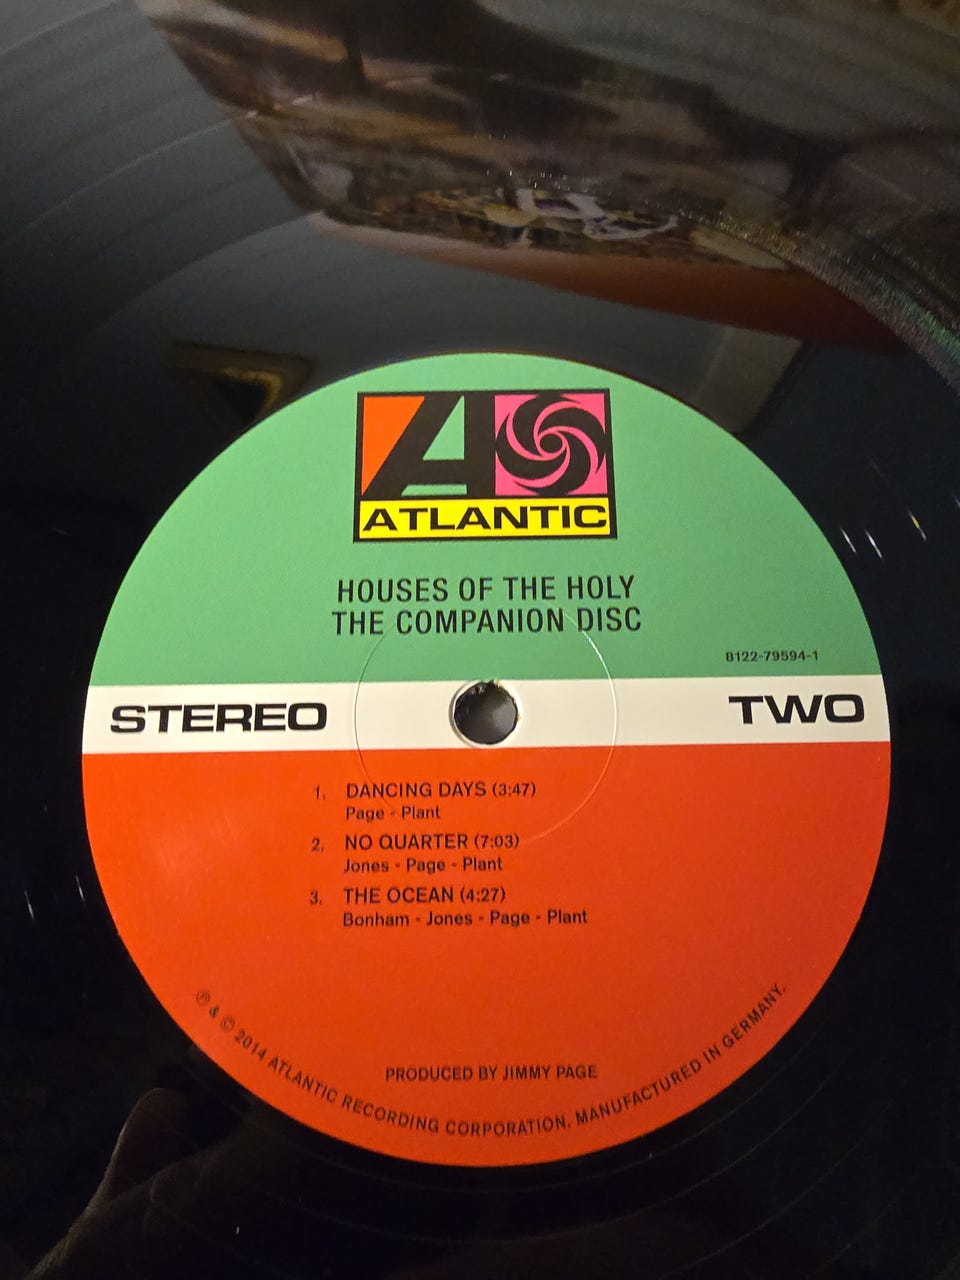 A
ATLANTIC
HOUSES OF THE HOLY
THE COMPANION DISC
8122-79594-1
STEREO
TWO
1. DANCING DAYS (3:47)
Page - Plant
2. NO QUARTER (7:03)
Jones - Page - Plant
3. THE OCEAN (4:27)
Bonham - Jones - Page - Plant
PRODUCED BY JIMMY PAGE
℗ & © 2014 ATLANTIC RECORDING CORPORATION. MANUFACTURED IN GERMANY.